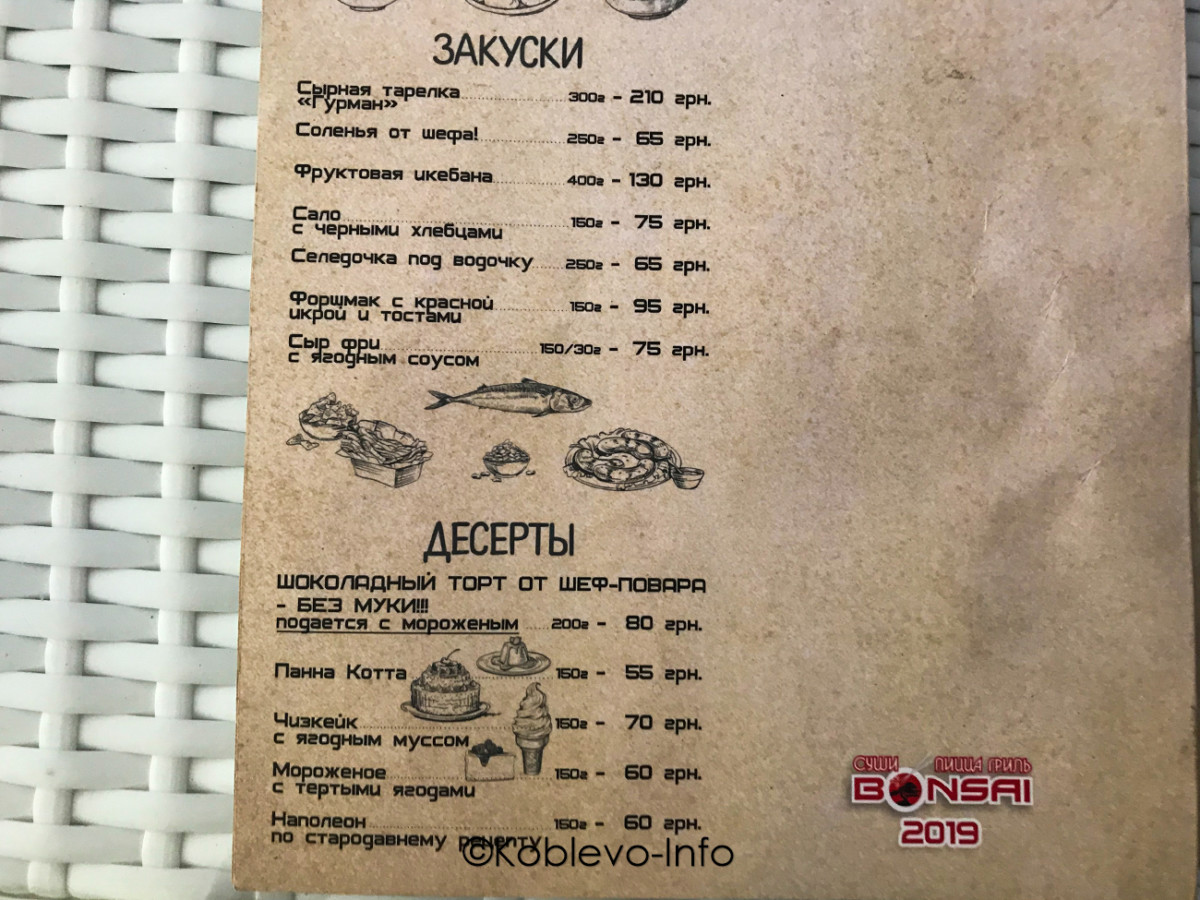 ЗАКУСКИ
Сырная тарелка 300г - 210 грн.
«Гурман»
Соленья от шефа! 250г - 65 грн.
Фруктовая икебана 400г - 130 грн.
Сало 150г - 75 грн.
с черными хлебцами
Селедочка под водочку 250г - 65 грн.
Форшмак с красной 150г - 95 грн.
икрой и тостами
Сыр фри 150/30г - 75 грн.
с ягодным соусом
ДЕСЕРТЫ
ШОКОЛАДНЫЙ ТОРТ ОТ ШЕФ-ПОВАРА
- БЕЗ МУКИ!!!
подается с мороженым 200г - 80 грн.
Панна Котта 150г - 55 грн.
Чизкейк 150г - 70 грн.
с ягодным муссом
Мороженое 150г - 60 грн.
с тертыми ягодами
Наполеон 150г - 60 грн.
по стародавнему рецепту
©Koblevo-Info
СУШИ ПИЦЦА ГРИЛЬ
BONSAI
2019